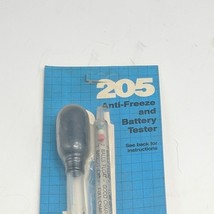 205
Anti-Freeze
and
Battery
Tester
See back for
instructions